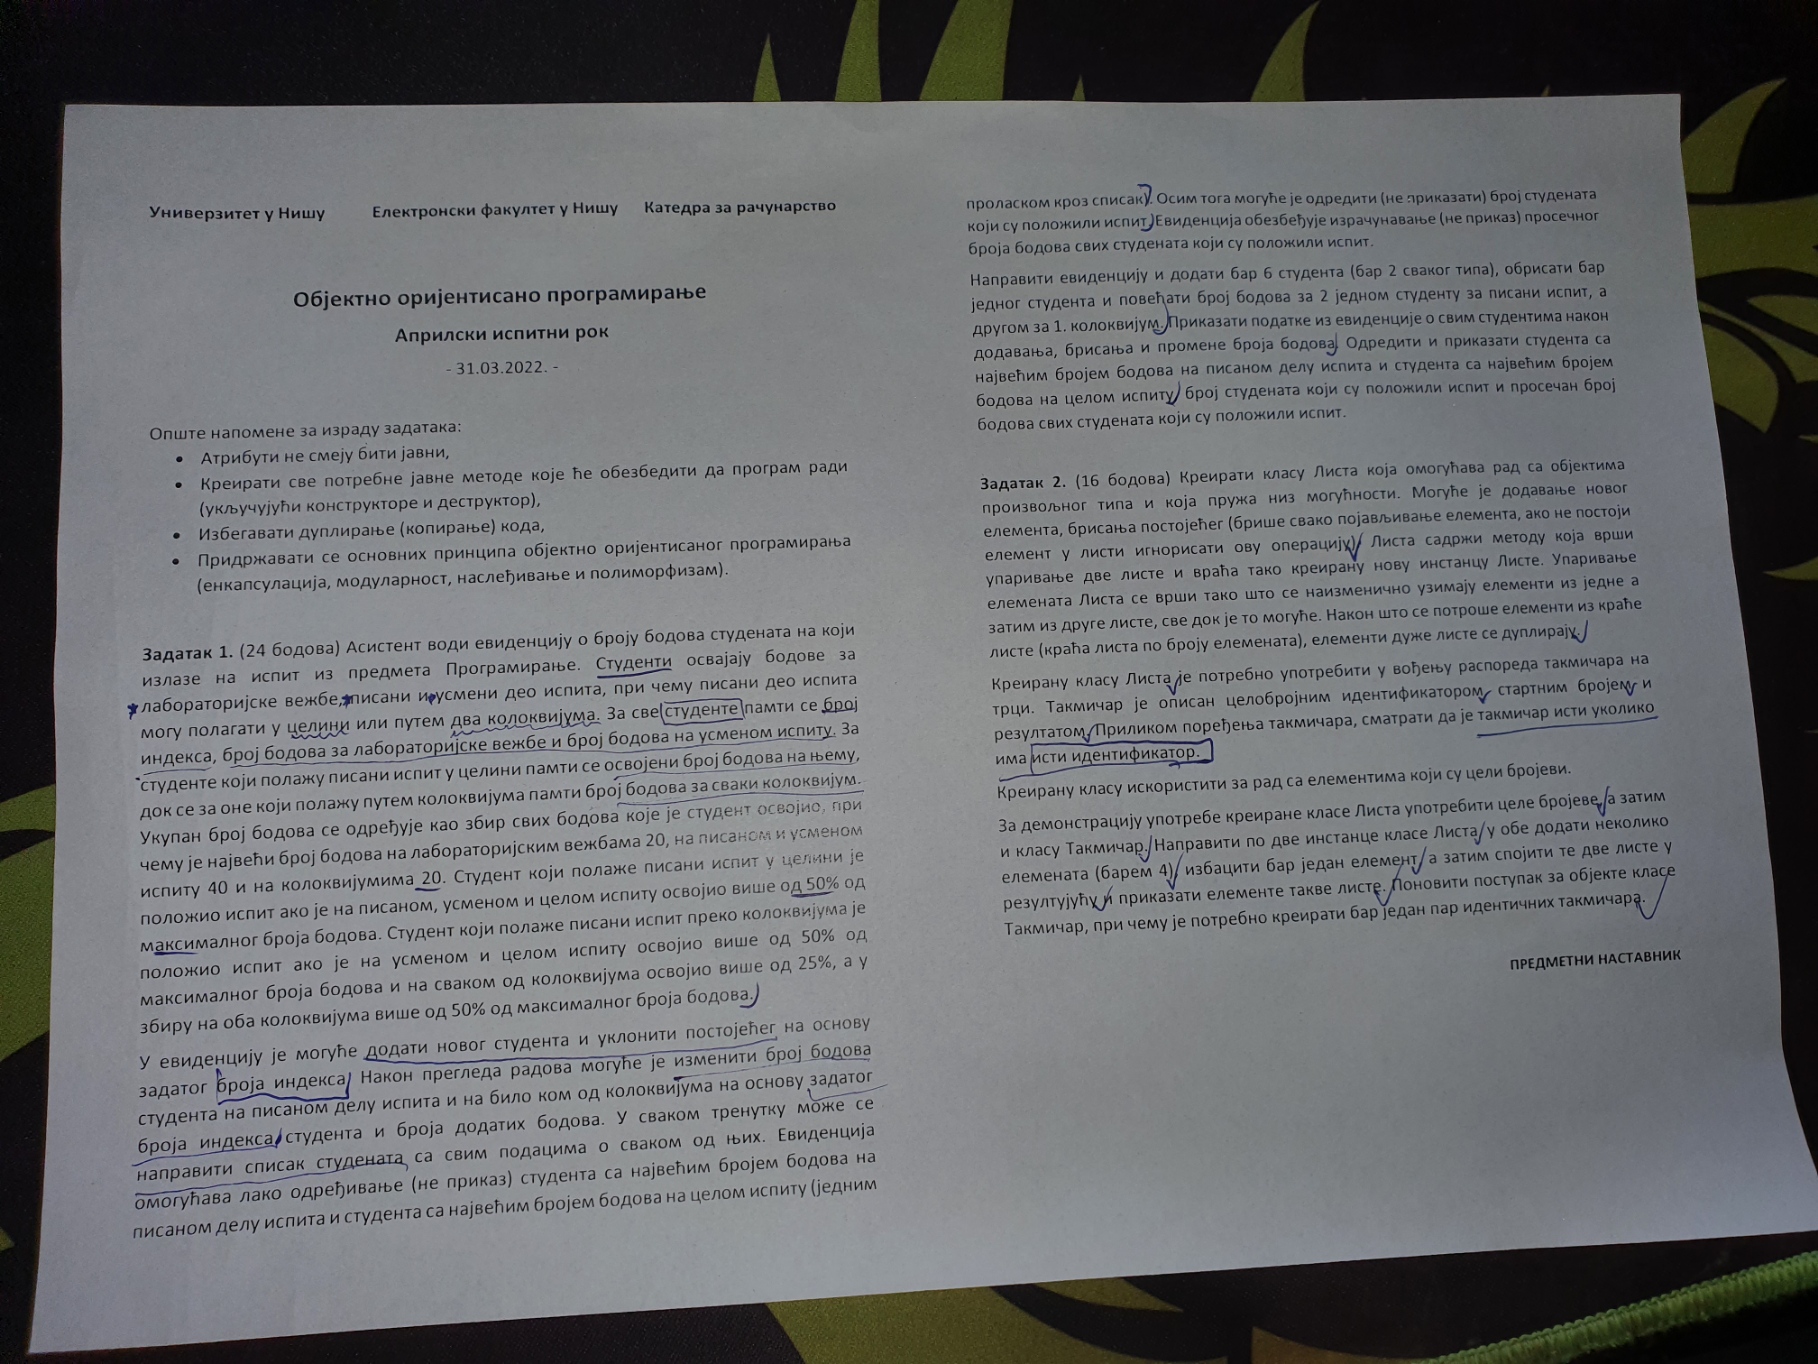 Универзитет у Нишу Електронски факултет у Нишу Катедра за рачунарство
Објектно оријентисано програмирање
Априлски испитни рок
- 31.03.2022. -
Опште напомене за израду задатака:
• Атрибути не смеју бити јавни,
• Креирати све потребне јавне методе које ће обезбедити да програм ради
(укључујући конструкторе и деструктор),
• Избегавати дуплирање (копирање) кода,
• Придржавати се основних принципа објектно оријентисаног програмирања
(енкапсулација, модуларност, наслеђивање и полиморфизам).
Задатак 1. (24 бодова) Асистент води евиденцију о броју бодова студената на који
излазе на испит из предмета Програмирање. Студенти освајају бодове за
лабораторијске вежбе, писани и усмени део испита, при чему писани део испита
могу полагати у целини или путем два колоквијума. За све студенте памти се број
индекса, број бодова за лабораторијске вежбе и број бодова на усменом испиту. За
студенте који полажу писани испит у целини памти се освојени број бодова на њему,
док се за оне који полажу путем колоквијума памти број бодова за сваки колоквијум.
Укупан број бодова се одређује као збир свих бодова које је студент освојио, при
чему је највећи број бодова на лабораторијским вежбама 20, на писаном и усменом
испиту 40 и на колоквијумима 20. Студент који полаже писани испит у целини је
положио испит ако је на писаном, усменом и целом испиту освојио више од 50% од
максималног броја бодова. Студент који полаже писани испит преко колоквијума је
положио испит ако је на усменом и целом испиту освојио више од 50% од
максималног броја бодова и на сваком од колоквијума освојио више од 25%, а у
збиру на оба колоквијума више од 50% од максималног броја бодова.
У евиденцију је могуће додати новог студента и уклонити постојећег на основу
задатог броја индекса. Након прегледа радова могуће је изменити број бодова
студента на писаном делу испита и на било ком од колоквијума на основу задатог
броја индекса студента и броја додатих бодова. У сваком тренутку може се
направити списак студената са свим подацима о сваком од њих. Евиденција
омогућава лако одређивање (не приказ) студента са највећим бројем бодова на
писаном делу испита и студента са највећим бројем бодова на целом испиту (једним
проласком кроз списак). Осим тога могуће је одредити (не приказати) број студената
који су положили испит. Евиденција обезбеђује израчунавање (не приказ) просечног
броја бодова свих студената који су положили испит.
Направити евиденцију и додати бар 6 студента (бар 2 сваког типа), обрисати бар
једног студента и повећати број бодова за 2 једном студенту за писани испит, а
другом за 1. колоквијум. Приказати податке из евиденције о свим студентима након
додавања, брисања и промене броја бодова. Одредити и приказати студента са
највећим бројем бодова на писаном делу испита и студента са највећим бројем
бодова на целом испиту, број студената који су положили испит и просечан број
бодова свих студената који су положили испит.
Задатак 2. (16 бодова) Креирати класу Листа која омогућава рад са објектима
произвољног типа и која пружа низ могућности. Могуће је додавање новог
елемента, брисања постојећег (брише свако појављивање елемента, ако не постоји
елемент у листи игнорисати ову операцију). Листа садржи методу која врши
упаривање две листе и враћа тако креирану нову инстанцу Листе. Упаривање
елемената Листа се врши тако што се наизменично узимају елементи из једне а
затим из друге листе, све док је то могуће. Након што се потроше елементи из краће
листе (краћа листа по броју елемената), елементи дуже листе се дуплирају.
Креирану класу Листа је потребно употребити у вођењу распореда такмичара на
трци. Такмичар је описан целобројним идентификатором, стартним бројем и
резултатом. Приликом поређења такмичара, сматрати да је такмичар исти уколико
има исти идентификатор.
Креирану класу искористити за рад са елементима који су цели бројеви.
За демонстрацију употребе креиране класе Листа употребити целе бројеве, а затим
и класу Такмичар. Направити по две инстанце класе Листа, у обе додати неколико
елемената (барем 4), избацити бар један елемент, а затим спојити те две листе у
резултујућу и приказати елементе такве листе. Поновити поступак за објекте класе
Такмичар, при чему је потребно креирати бар један пар идентичних такмичара.
ПРЕДМЕТНИ НАСТАВНИК